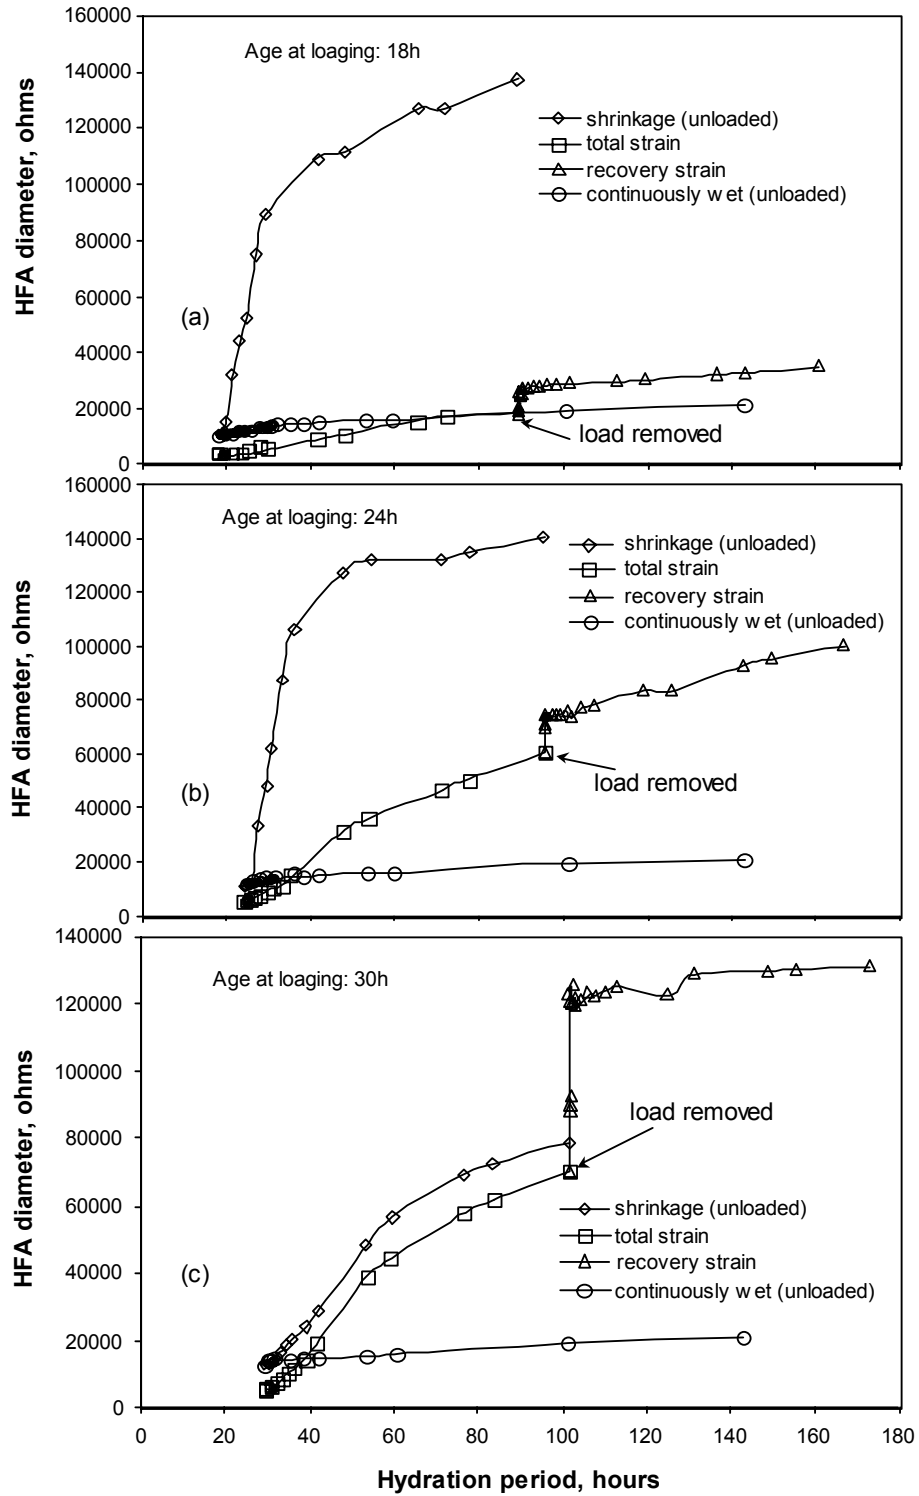 160000
140000
120000
100000
80000
60000
40000
20000
0
HFA diameter, ohms
Age at loaging: 18h
shrinkage (unloaded)
total strain
recovery strain
continuously wet (unloaded)
(a)
load removed
160000
140000
120000
100000
80000
60000
40000
20000
0
HFA diameter, ohms
Age at loaging: 24h
shrinkage (unloaded)
total strain
recovery strain
continuously wet (unloaded)
(b)
load removed
140000
120000
100000
80000
60000
40000
20000
0
HFA diameter, ohms
Age at loaging: 30h
load removed
shrinkage (unloaded)
total strain
recovery strain
continuously wet (unloaded)
(c)
0 20 40 60 80 100 120 140 160 180
Hydration period, hours